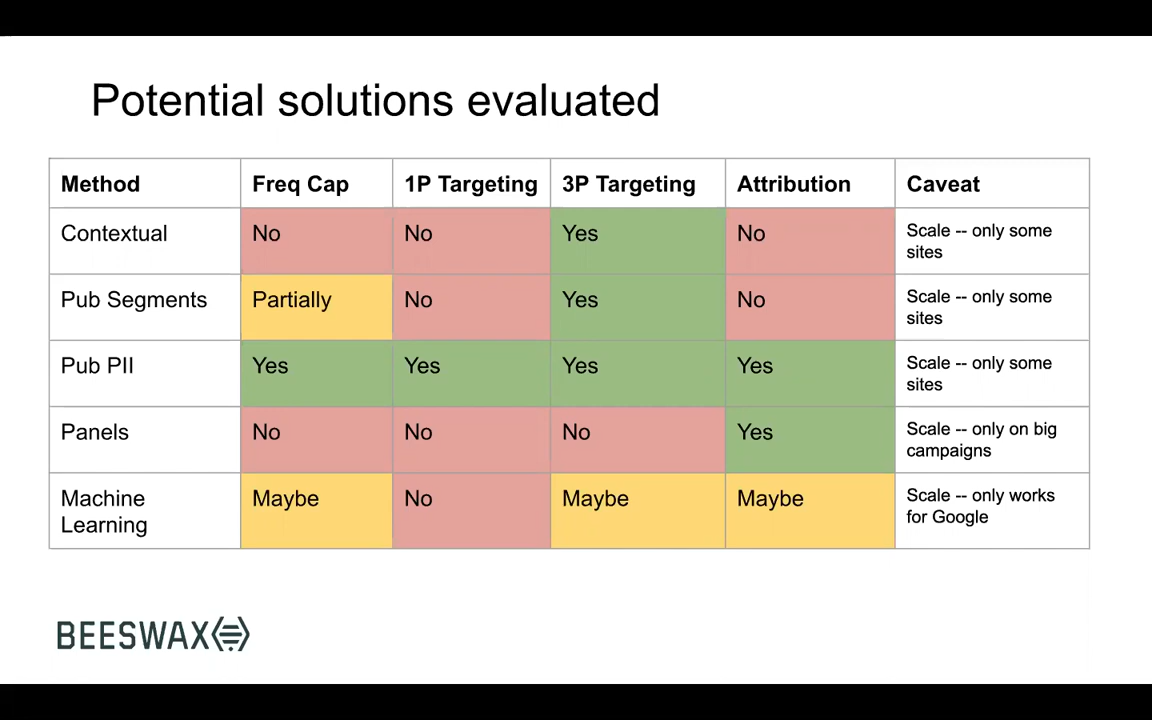 Potential solutions evaluated
Method Freq Cap 1P Targeting 3P Targeting Attribution Caveat
Contextual No No Yes No Scale -- only some
sites
Pub Segments Partially No Yes No Scale -- only some
sites
Pub PII Yes Yes Yes Yes Scale -- only some
sites
Panels No No No Yes Scale -- only on big
campaigns
Machine Maybe No Maybe Maybe Scale -- only works
Learning for Google
BEESWAX